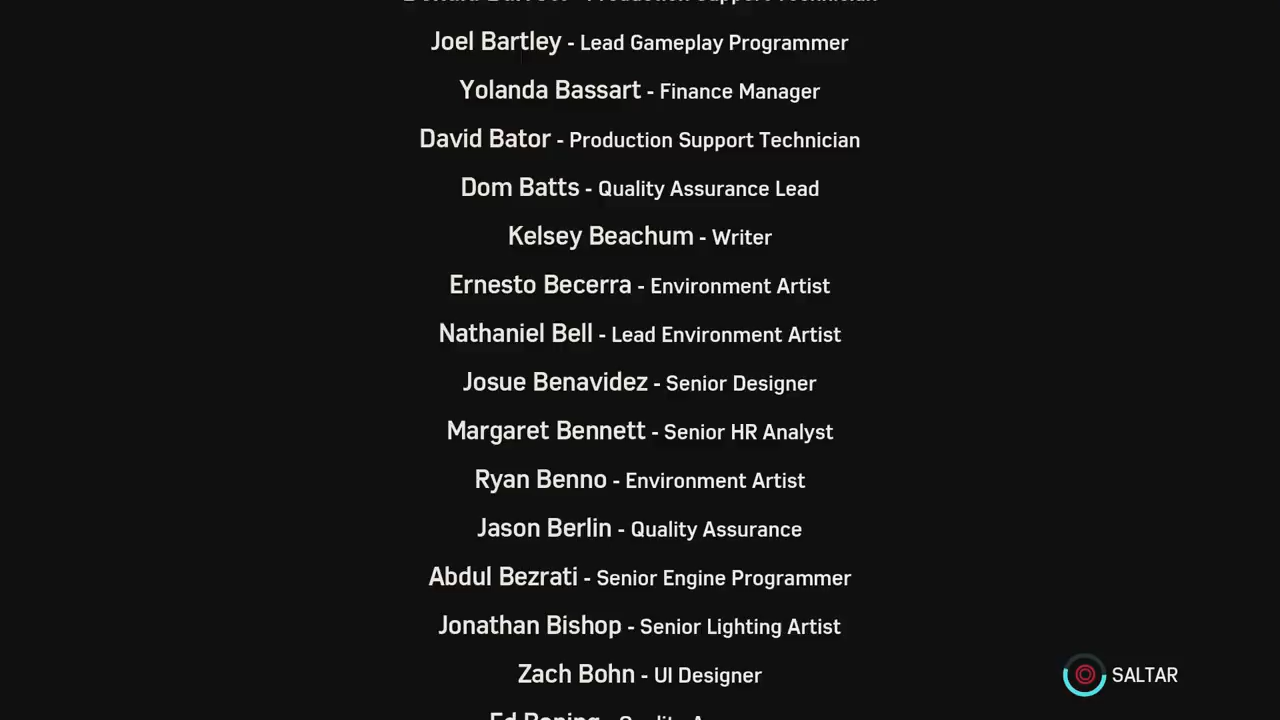 Joel Bartley - Lead Gameplay Programmer
Yolanda Bassart - Finance Manager
David Bator - Production Support Technician
Dom Batts - Quality Assurance Lead
Kelsey Beachum - Writer
Ernesto Becerra - Environment Artist
Nathaniel Bell - Lead Environment Artist
Josue Benavidez - Senior Designer
Margaret Bennett - Senior HR Analyst
Ryan Benno - Environment Artist
Jason Berlin - Quality Assurance
Abdul Bezrati - Senior Engine Programmer
Jonathan Bishop - Senior Lighting Artist
Zach Bohn - UI Designer
SALTAR